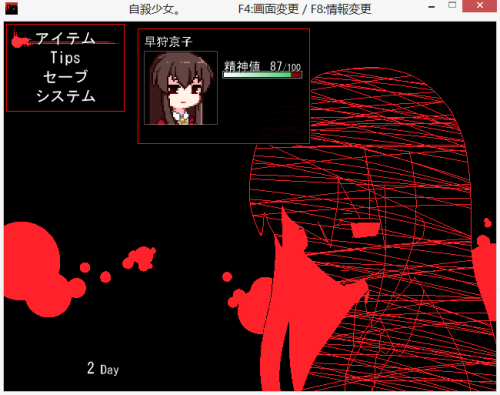 自殺少女。 F4:画面変更 / F8:情報変更
アイテム
Tips
セーブ
システム
早狩京子
精神値 87/100
2 Day